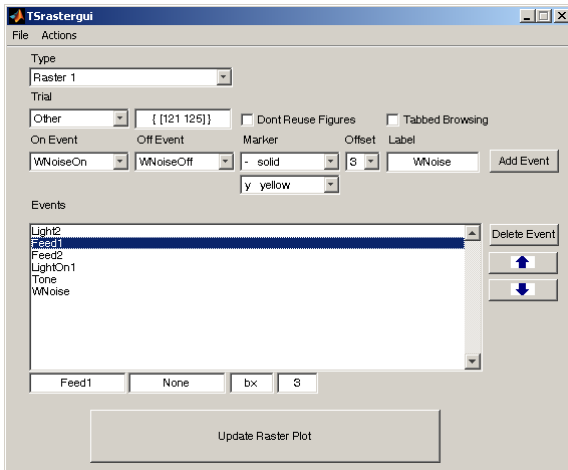 TSrastergui
File Actions
Type
Raster 1
Trial
Other { [121 125] } Dont Reuse Figures Tabbed Browsing
On Event Off Event Marker Offset Label
WNoiseOn WNoiseOff - solid 3 WNoise Add Event
y yellow
Events
Light2
Feed1
Feed2
LightOn1
Tone
WNoise
Delete Event
Feed1 None bx 3
Update Raster Plot